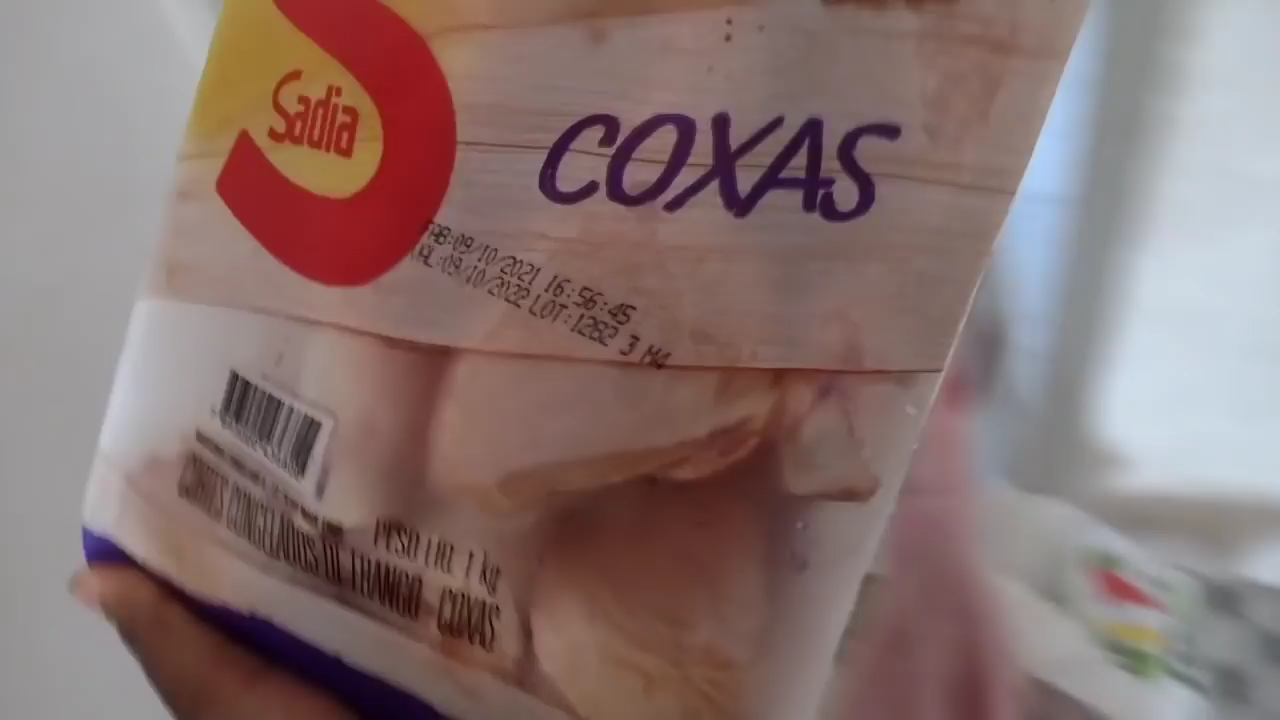 Sadia
COXAS
FAB:09/10/2021 16:56:45
VAL:09/10/2022 LOT:1282 3 M4
PESO LÍQ. 1 kg
CORTES CONGELADOS DE FRANGO - COXAS